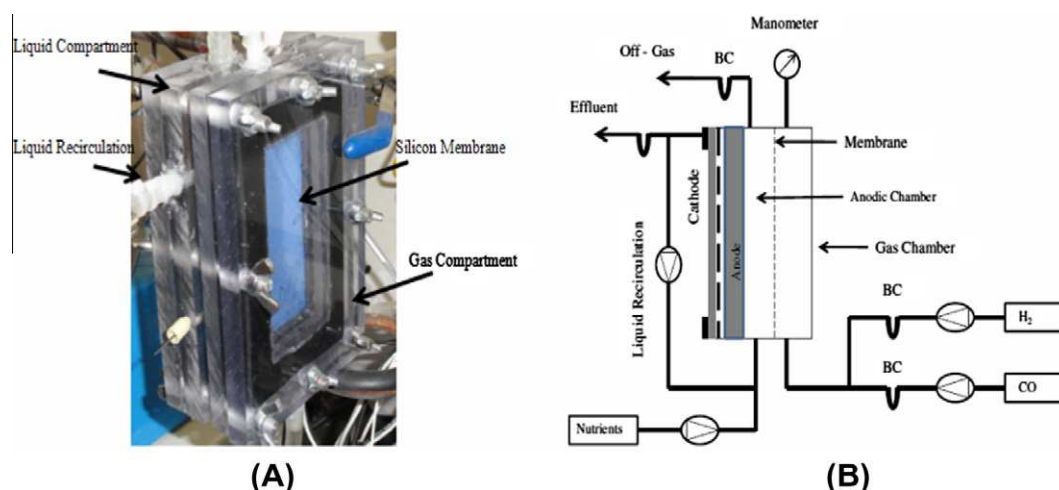 Liquid Compartment
Liquid Recirculation
Silicon Membrane
Gas Compartment
(A)
Manometer
Off - Gas
BC
Effluent
Membrane
Cathode
Anode
Anodic Chamber
Gas Chamber
Liquid Recirculation
BC
H2
BC
CO
Nutrients
(B)